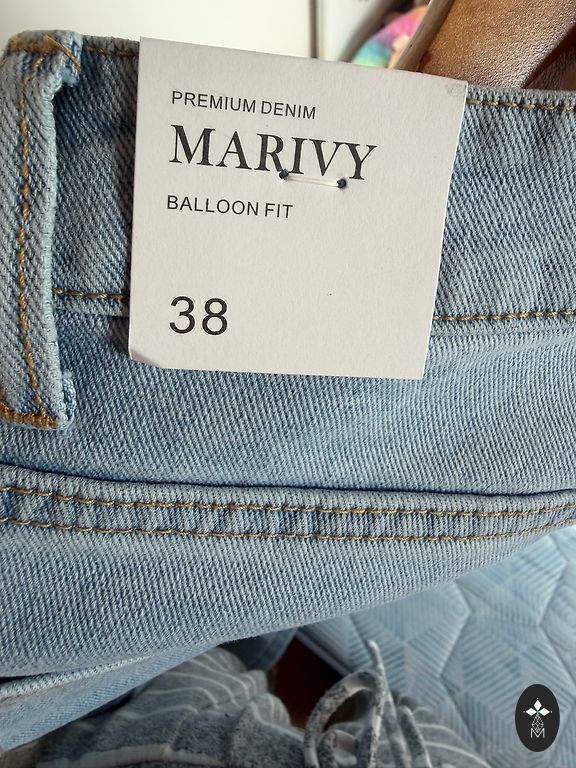 PREMIUM DENIM
MARIVY
BALLOON FIT
38
M